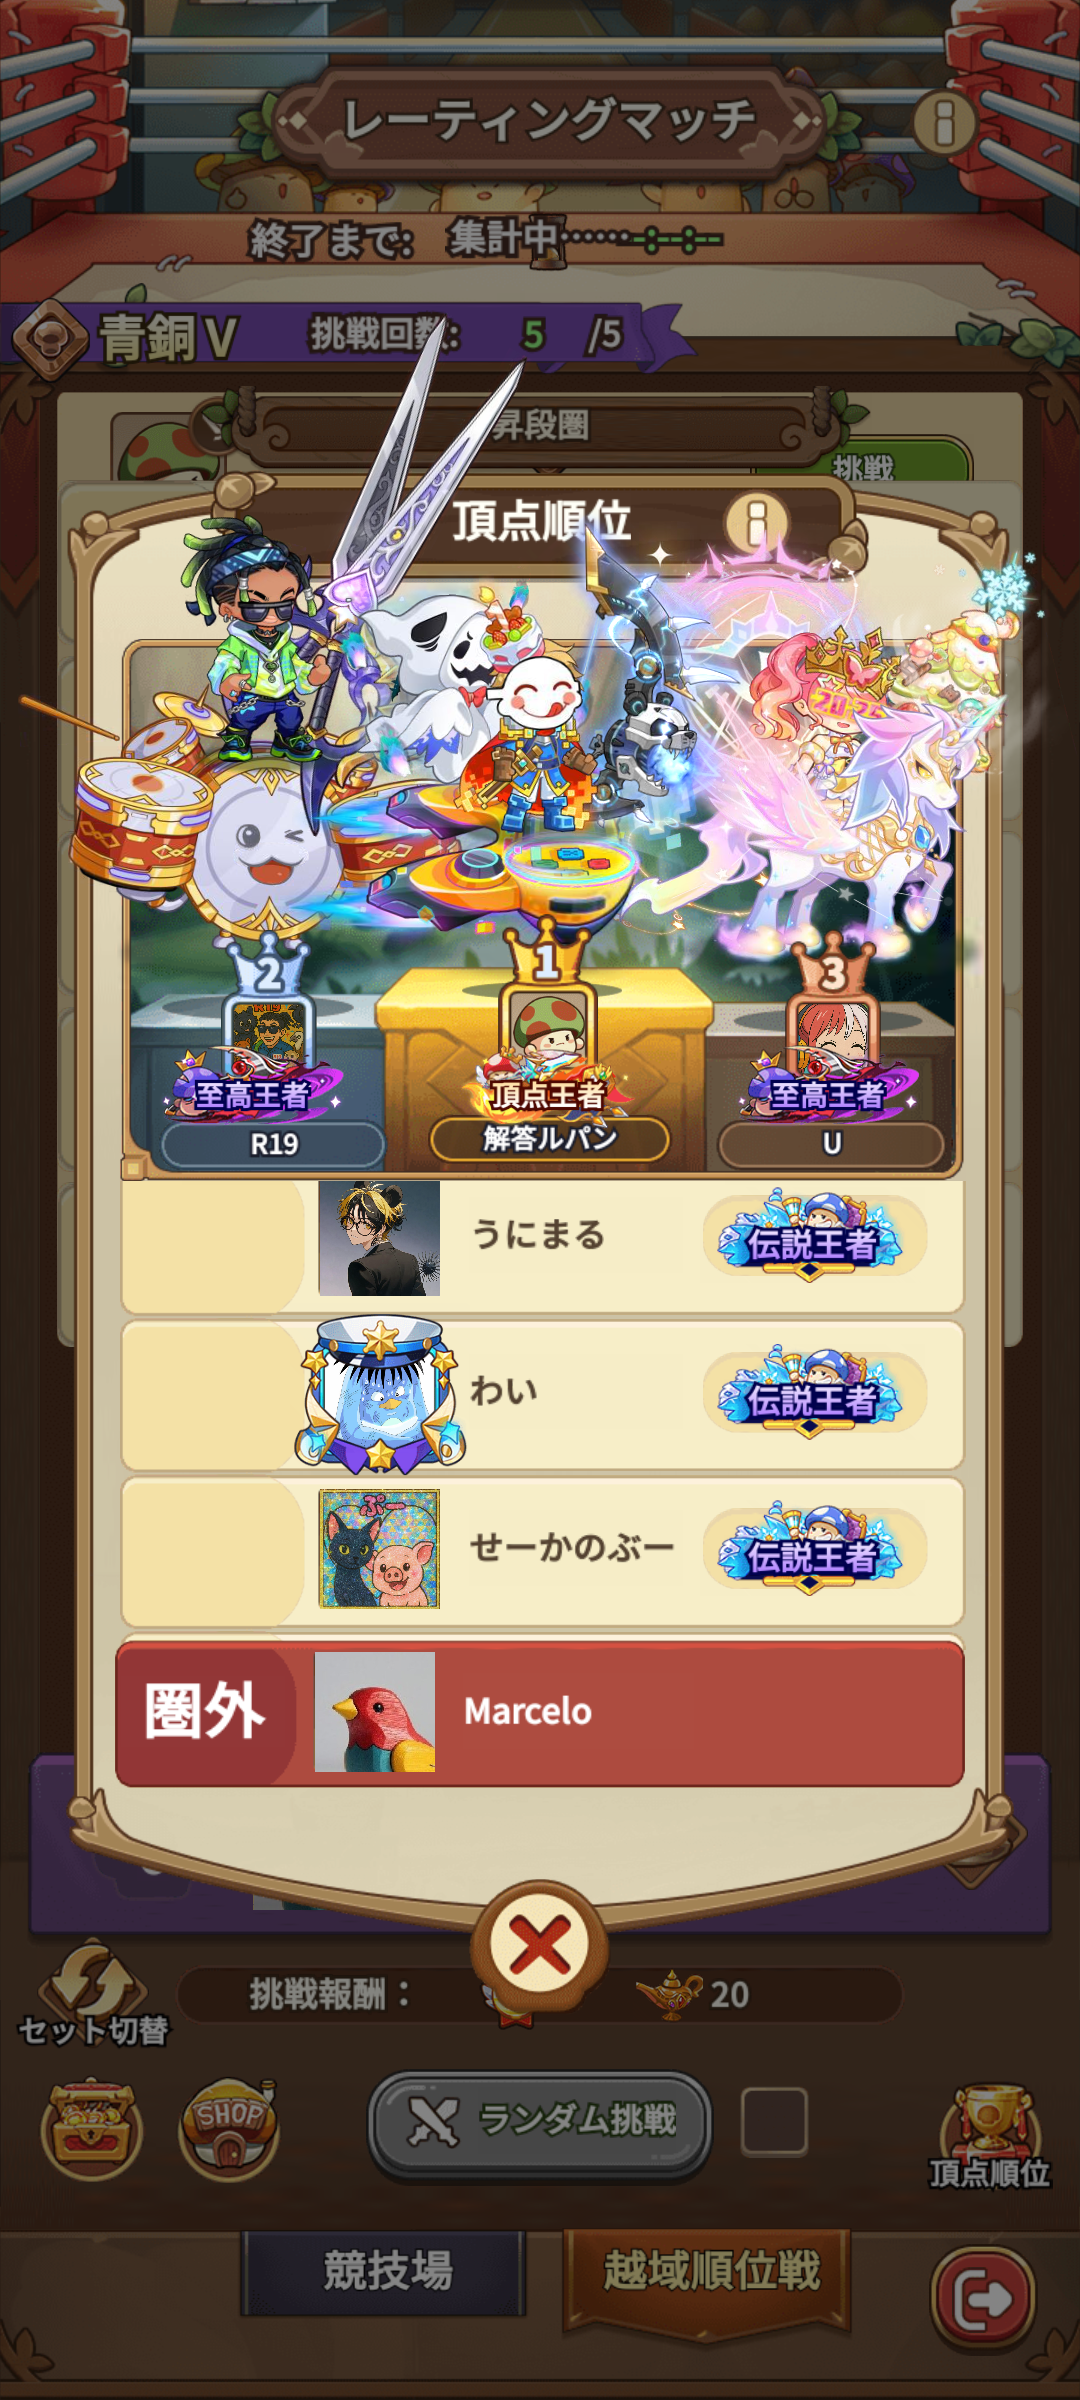 レーティングマッチ
終了まで: 集計中……--:--:--
青銅Ⅴ 挑戦回数: 5 /5
昇段圏
挑戦
頂点順位
2 1 3
至高王者 頂点王者 至高王者
R19 解答ルパン U
うにまる 伝説王者
わい 伝説王者
ぷー
せーかのぶー 伝説王者
圏外 Marcelo
挑戦報酬： 20
セット切替
SHOP
ランダム挑戦
頂点順位
競技場 越域順位戦